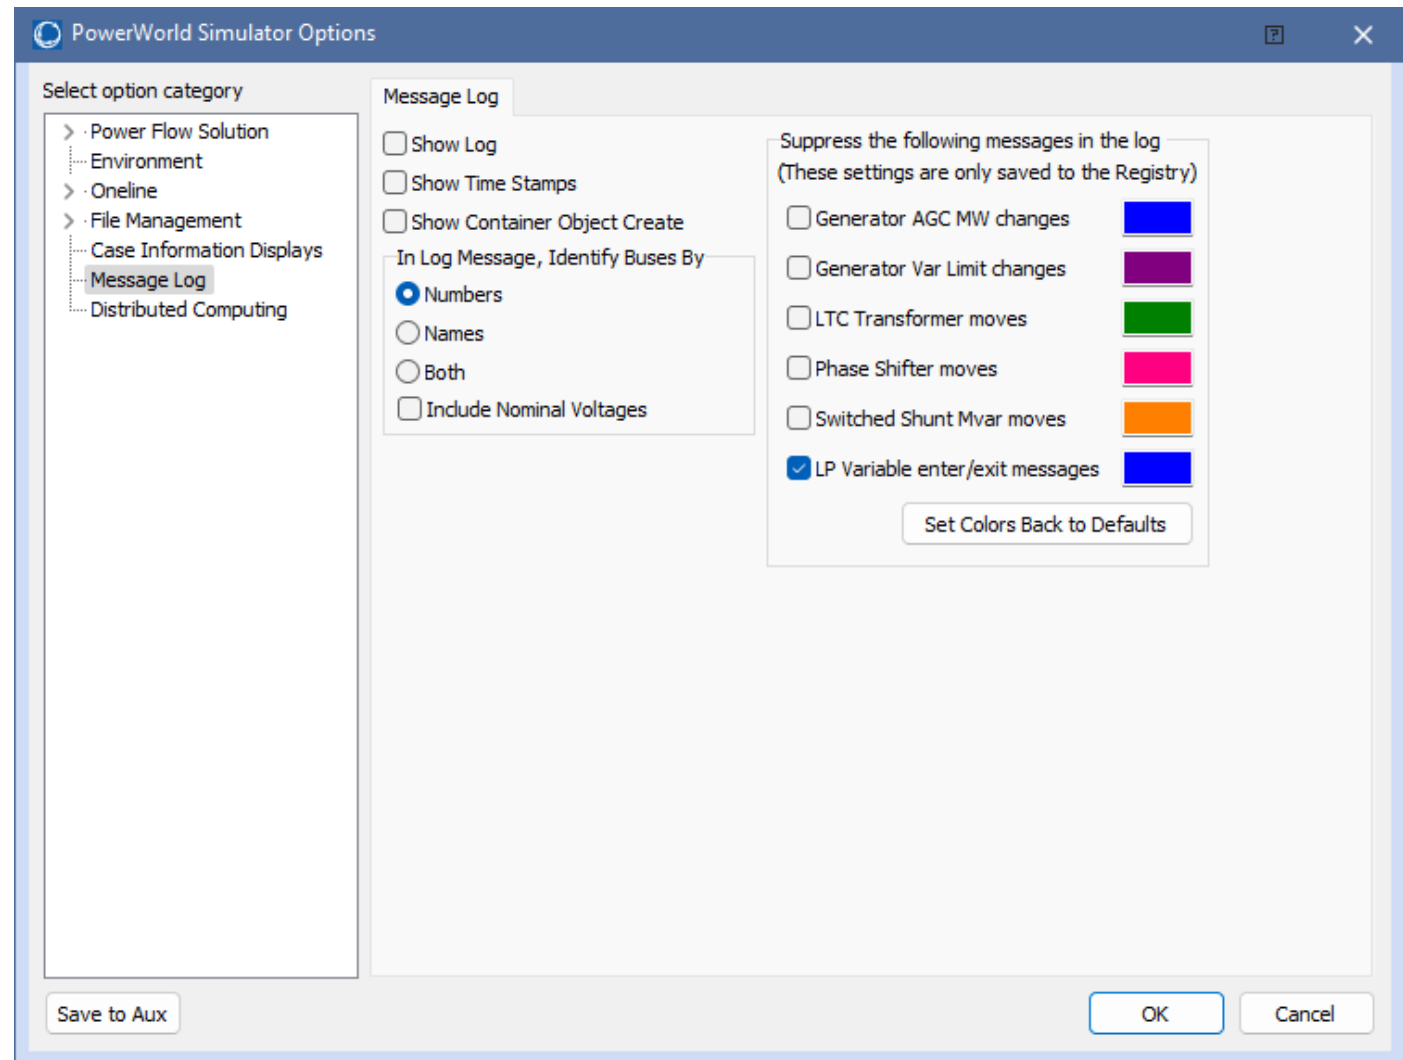 PowerWorld Simulator Options
Select option category
Power Flow Solution
Environment
Oneline
File Management
Case Information Displays
Message Log
Distributed Computing
Message Log
Show Log
Show Time Stamps
Show Container Object Create
In Log Message, Identify Buses By
Numbers
Names
Both
Include Nominal Voltages
Suppress the following messages in the log
(These settings are only saved to the Registry)
Generator AGC MW changes
Generator Var Limit changes
LTC Transformer moves
Phase Shifter moves
Switched Shunt Mvar moves
LP Variable enter/exit messages
Set Colors Back to Defaults
Save to Aux
OK
Cancel